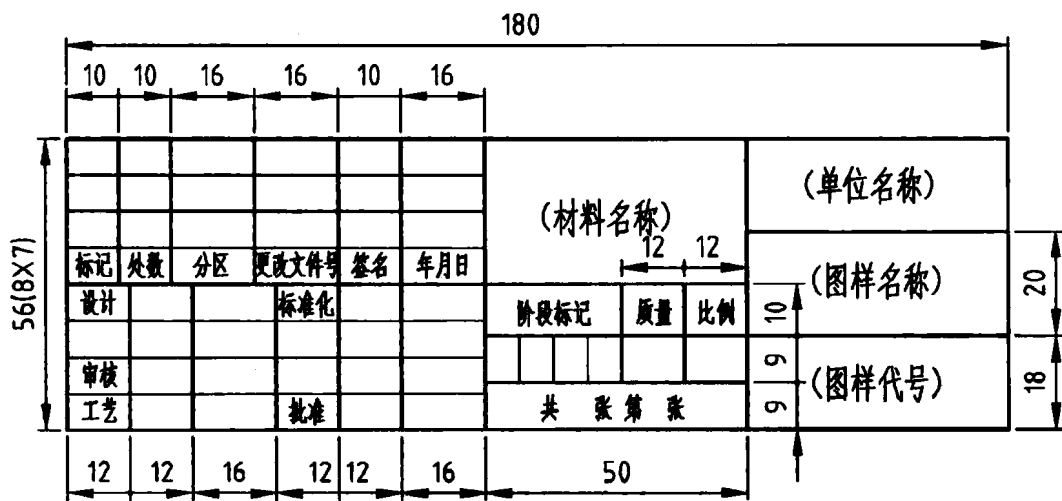 180
10 10 16 16 10 16
(单位名称)
(材料名称)
12 12
标记 处数 分区 更改文件号 签名 年月日
56(8X7)
(图样名称)
20
设计 标准化
阶段标记 质量 比例
10
9
审核
(图样代号)
18
工艺 批准
共 张 第 张
9
12 12 16 12 12 16 50